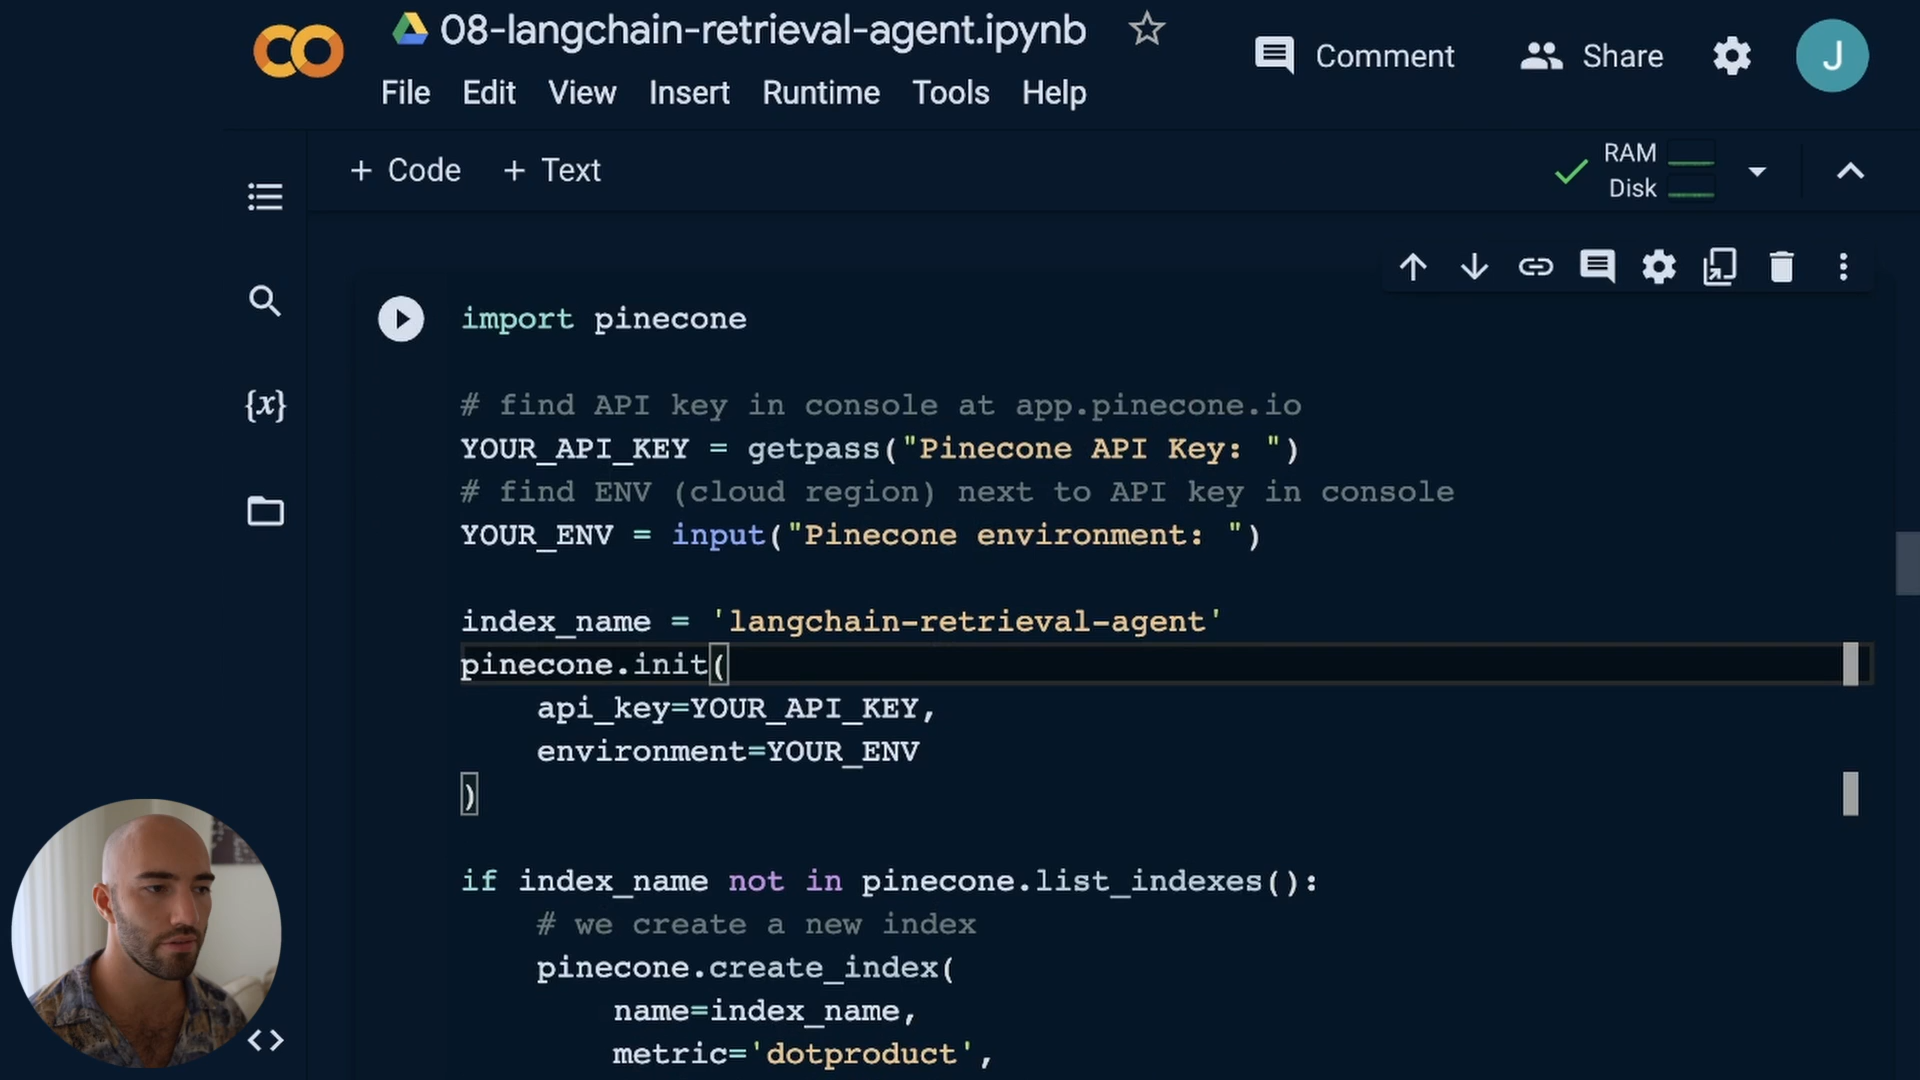 08-langchain-retrieval-agent.ipynb
Comment
Share
J
File Edit View Insert Runtime Tools Help
+ Code + Text
RAM
Disk
{x}
import pinecone
# find API key in console at app.pinecone.io
YOUR_API_KEY = getpass("Pinecone API Key: ")
# find ENV (cloud region) next to API key in console
YOUR_ENV = input("Pinecone environment: ")
index_name = 'langchain-retrieval-agent'
pinecone.init(
    api_key=YOUR_API_KEY,
    environment=YOUR_ENV
)
if index_name not in pinecone.list_indexes():
    # we create a new index
    pinecone.create_index(
        name=index_name,
        metric='dotproduct',